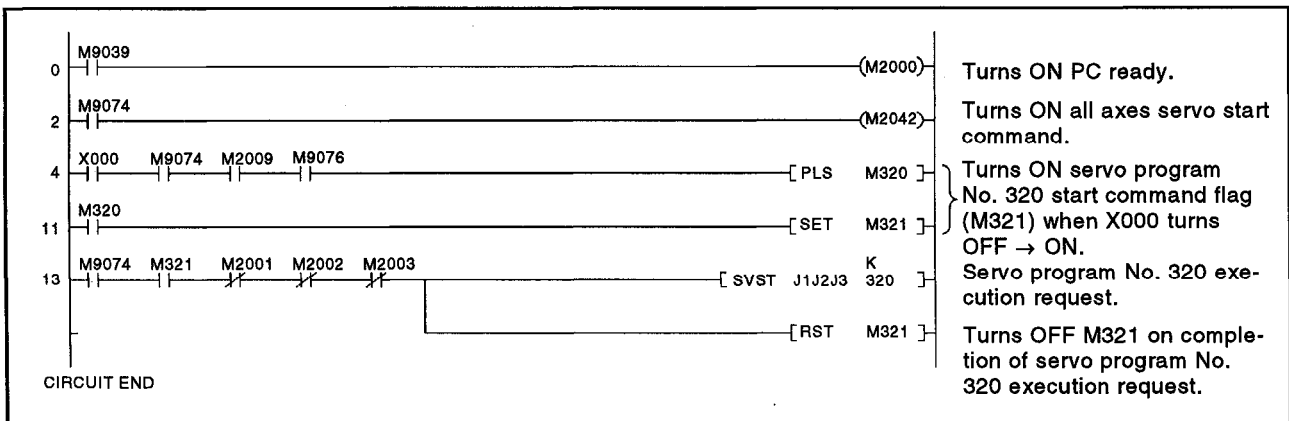 M9039
0 (M2000) Turns ON PC ready.
M9074
2 (M2042) Turns ON all axes servo start
command.
X000 M9074 M2009 M9076
4 [ PLS M320 ] Turns ON servo program
No. 320 start command flag
M320
11 [ SET M321 ] (M321) when X000 turns
OFF → ON.
M9074 M321 M2001 M2002 M2003 K
13 [ SVST J1J2J3 320 ] Servo program No. 320 exe-
cution request.
[ RST M321 ] Turns OFF M321 on comple-
tion of servo program No.
320 execution request.
CIRCUIT END